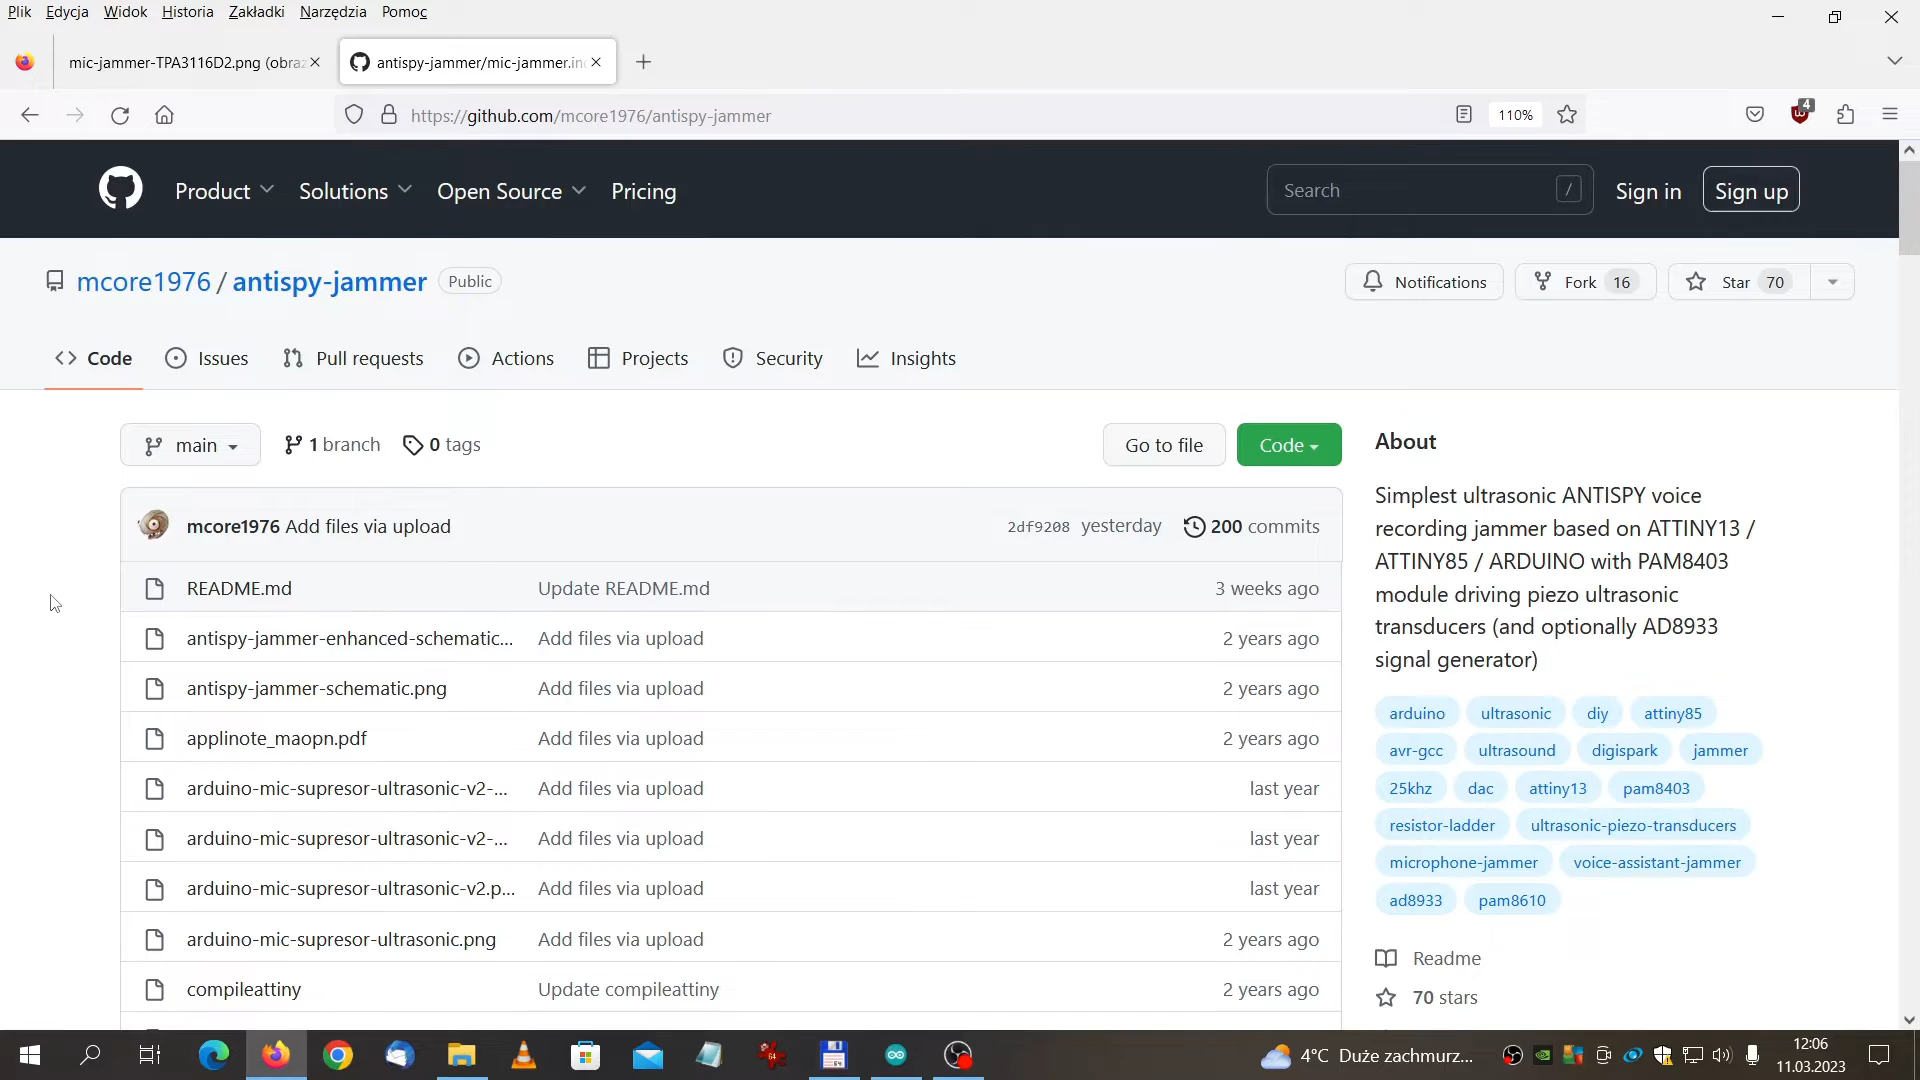 Plik Edycja Widok Historia Zakładki Narzędzia Pomoc
mic-jammer-TPA3116D2.png (obraz
antispy-jammer/mic-jammer.in
https://github.com/mcore1976/antispy-jammer
110%
4
Product Solutions Open Source Pricing
Search /
Sign in
Sign up
mcore1976 / antispy-jammer Public
Notifications
Fork 16
Star 70
Code Issues Pull requests Actions Projects Security Insights
main
1 branch
0 tags
Go to file
Code
mcore1976 Add files via upload 2df9208 yesterday 200 commits
README.md Update README.md 3 weeks ago
antispy-jammer-enhanced-schematic... Add files via upload 2 years ago
antispy-jammer-schematic.png Add files via upload 2 years ago
applinote_maopn.pdf Add files via upload 2 years ago
arduino-mic-supresor-ultrasonic-v2-... Add files via upload last year
arduino-mic-supresor-ultrasonic-v2-... Add files via upload last year
arduino-mic-supresor-ultrasonic-v2.p... Add files via upload last year
arduino-mic-supresor-ultrasonic.png Add files via upload 2 years ago
compileattiny Update compileattiny 2 years ago
About
Simplest ultrasonic ANTISPY voice
recording jammer based on ATTINY13 /
ATTINY85 / ARDUINO with PAM8403
module driving piezo ultrasonic
transducers (and optionally AD8933
signal generator)
arduino ultrasonic diy attiny85
avr-gcc ultrasound digispark jammer
25khz dac attiny13 pam8403
resistor-ladder ultrasonic-piezo-transducers
microphone-jammer voice-assistant-jammer
ad8933 pam8610
Readme
70 stars
64
4°C Duże zachmurz...
12:06
11.03.2023